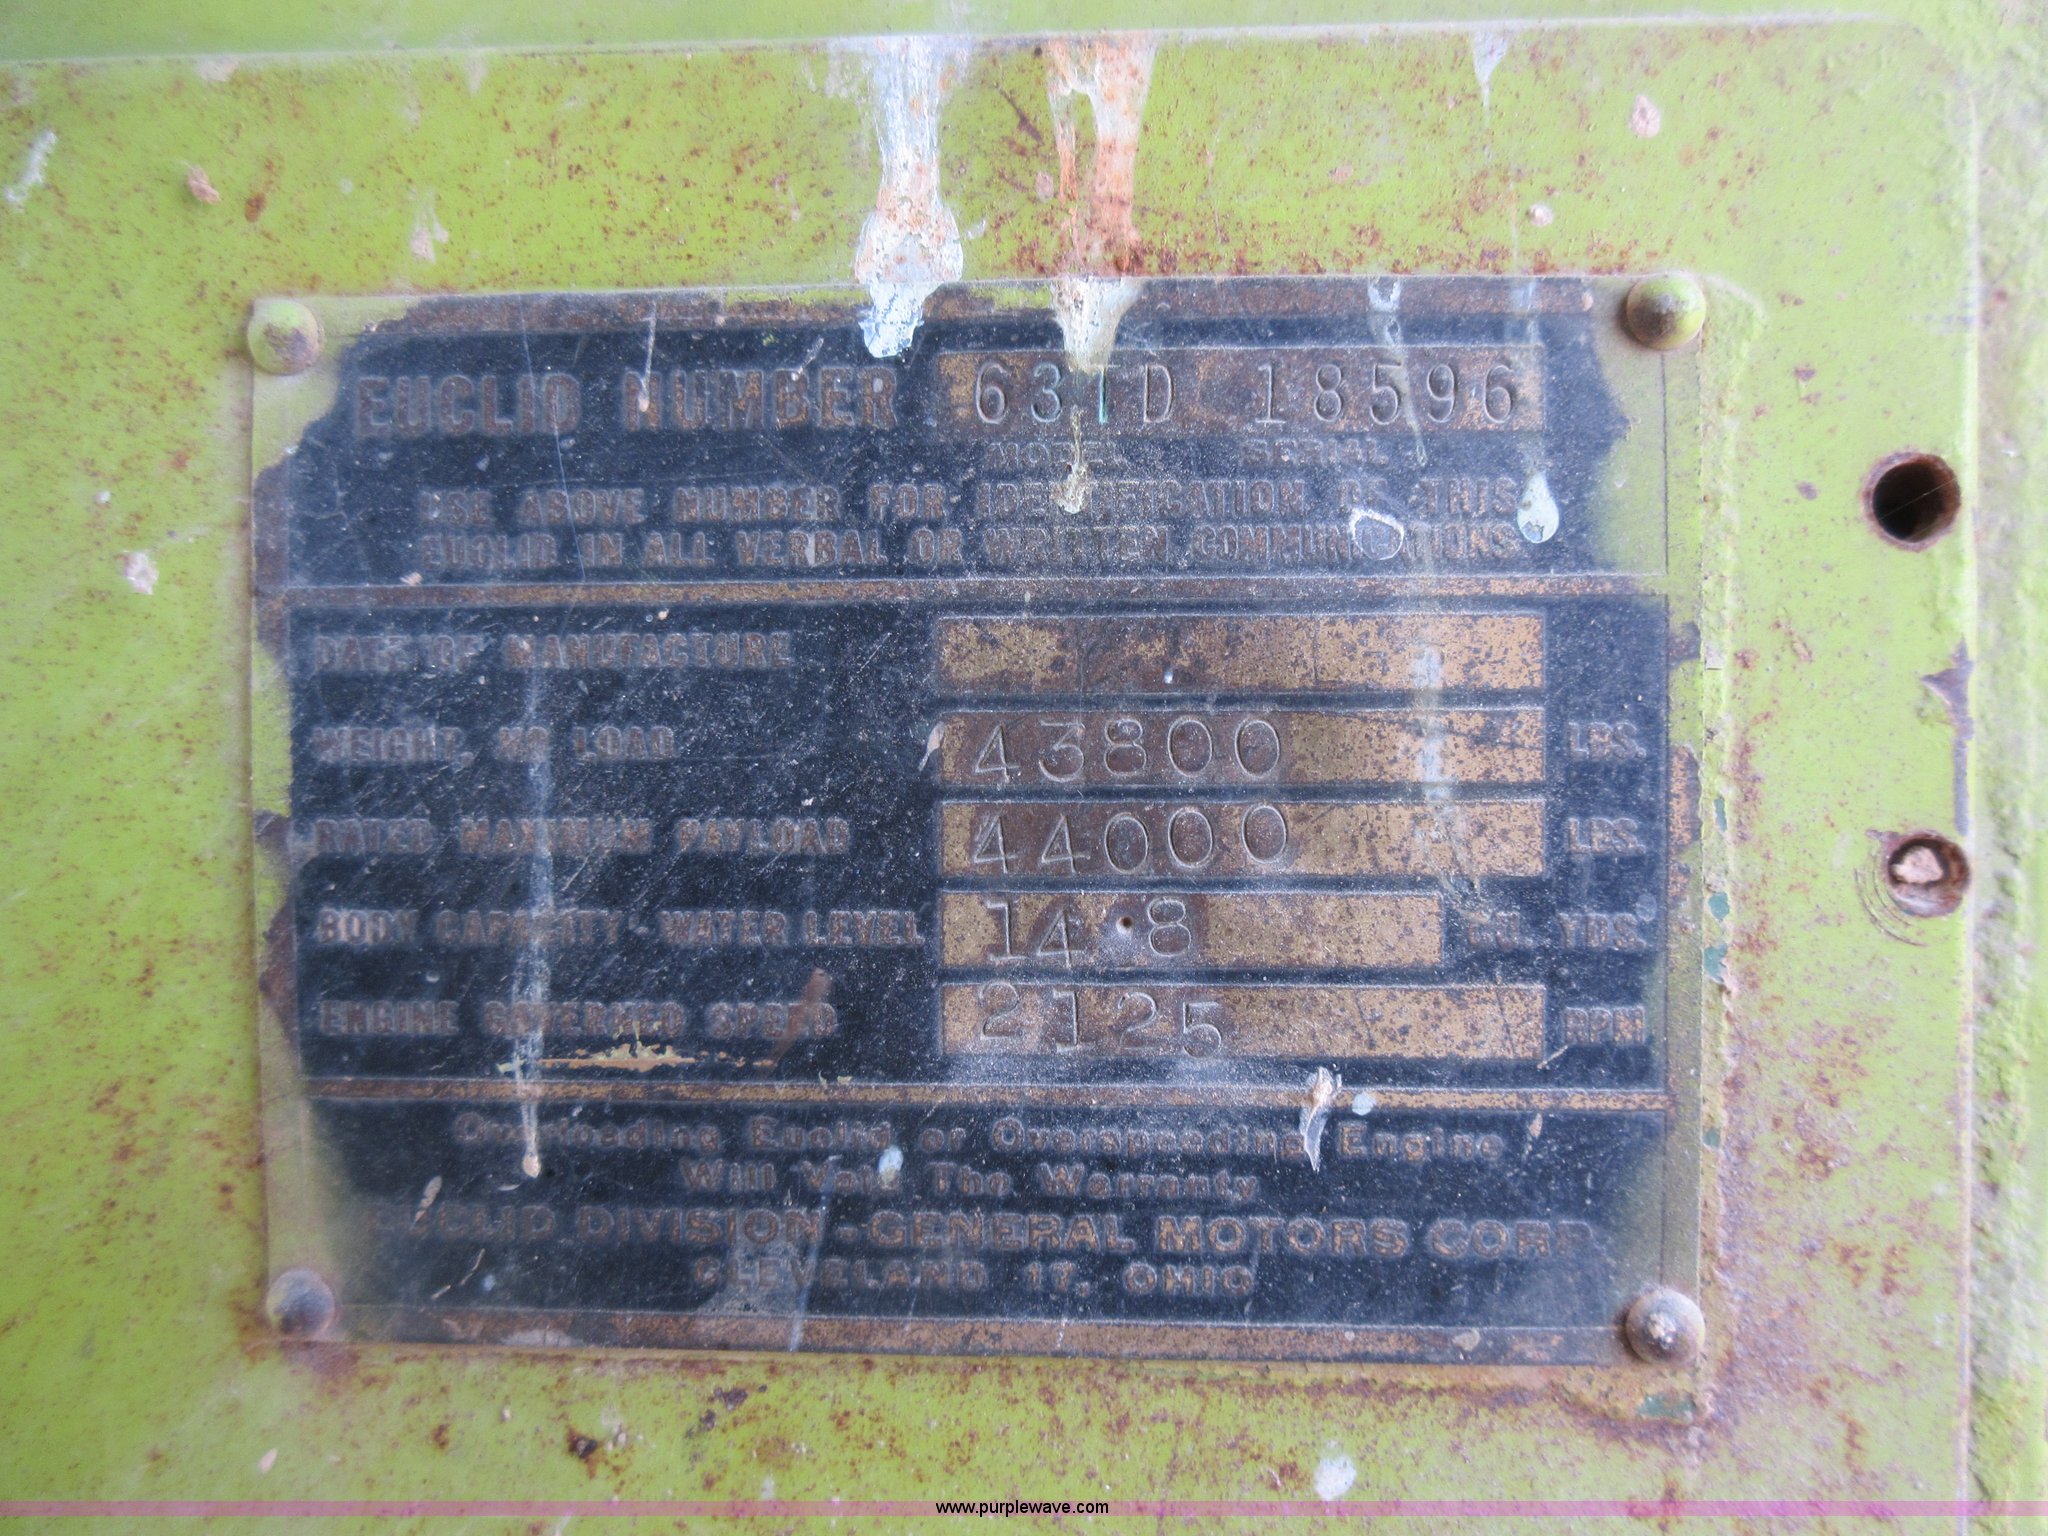 EUCLID NUMBER 63TD 18596
MODEL SERIAL
USE ABOVE NUMBER FOR IDENTIFICATION OF THIS
EUCLID IN ALL VERBAL OR WRITTEN COMMUNICATIONS
DATE OF MANUFACTURE
WEIGHT, NO LOAD 43800 LBS.
RATED MAXIMUM PAYLOAD 44000 LBS.
BODY CAPACITY - WATER LEVEL 14.8 CU. YDS.
ENGINE GOVERNED SPEED 2125 RPM
Overloading Euclid or Overspeeding Engine
Will Void The Warranty
EUCLID DIVISION - GENERAL MOTORS CORP.
CLEVELAND 17, OHIO
www.purplewave.com